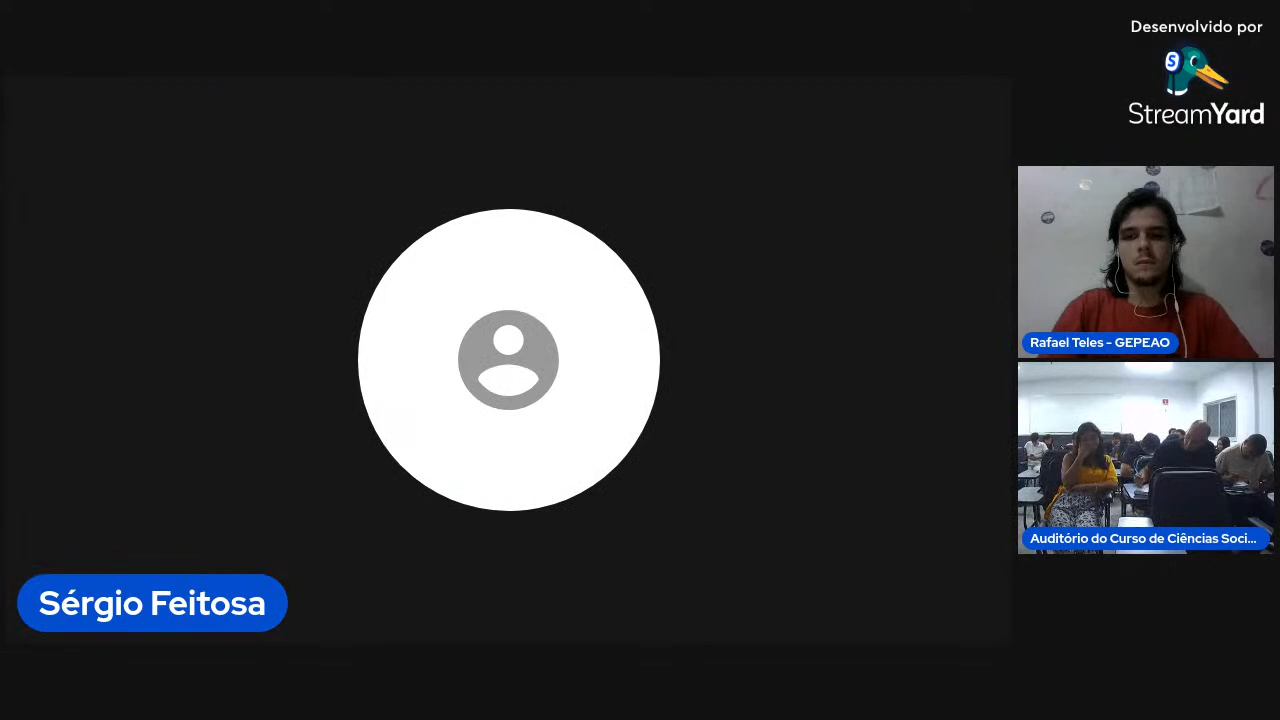 Desenvolvido por
S
StreamYard
Rafael Teles - GEPEAO
Auditório do Curso de Ciências Soci...
Sérgio Feitosa